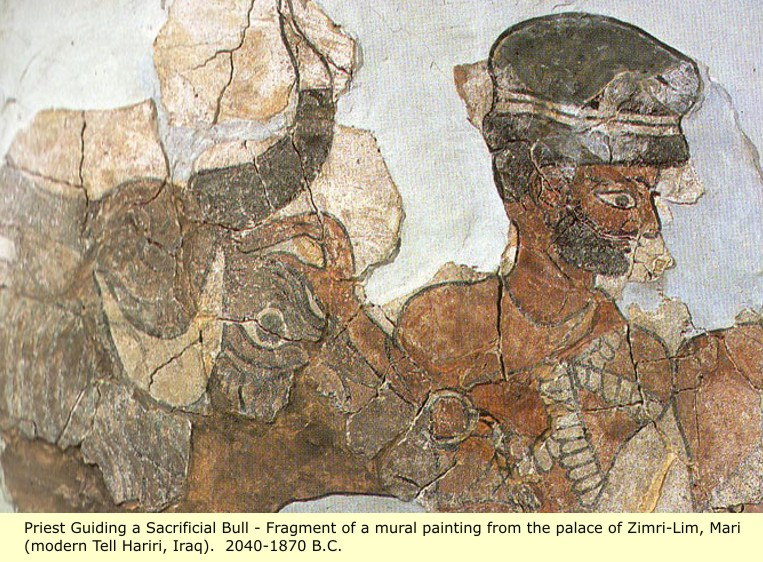 Priest Guiding a Sacrificial Bull - Fragment of a mural painting from the palace of Zimri-Lim, Mari
(modern Tell Hariri, Iraq).  2040-1870 B.C.